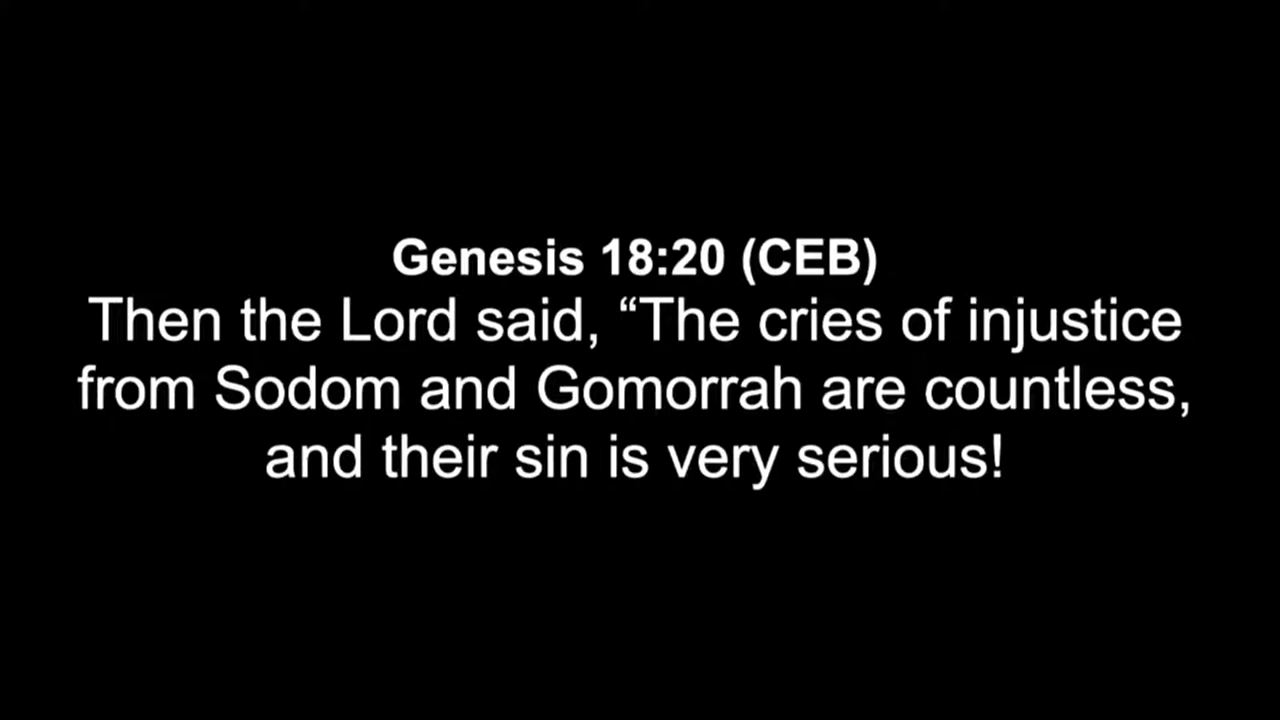 Genesis 18:20 (CEB)
Then the Lord said, “The cries of injustice
from Sodom and Gomorrah are countless,
and their sin is very serious!